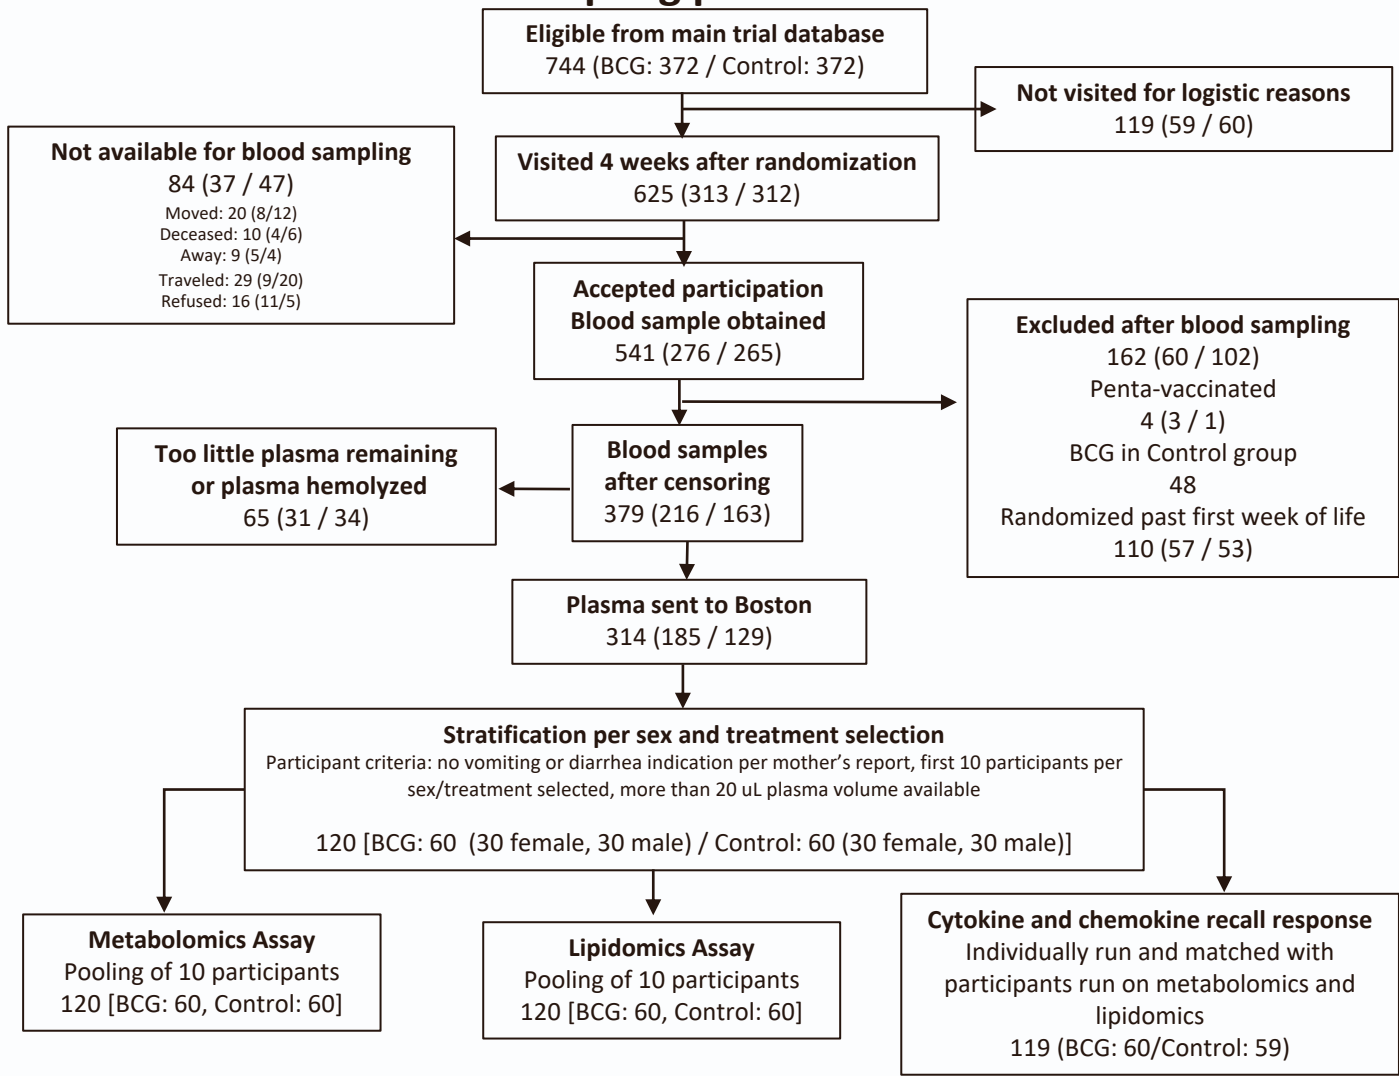 Eligible from main trial database
744 (BCG: 372 / Control: 372)
Not visited for logistic reasons
119 (59 / 60)
Visited 4 weeks after randomization
625 (313 / 312)
Not available for blood sampling
84 (37 / 47)
Moved: 20 (8/12)
Deceased: 10 (4/6)
Away: 9 (5/4)
Traveled: 29 (9/20)
Refused: 16 (11/5)
Accepted participation
Blood sample obtained
541 (276 / 265)
Excluded after blood sampling
162 (60 / 102)
Penta-vaccinated
4 (3 / 1)
BCG in Control group
48
Randomized past first week of life
110 (57 / 53)
Blood samples
after censoring
379 (216 / 163)
Too little plasma remaining
or plasma hemolyzed
65 (31 / 34)
Plasma sent to Boston
314 (185 / 129)
Stratification per sex and treatment selection
Participant criteria: no vomiting or diarrhea indication per mother's report, first 10 participants per
sex/treatment selected, more than 20 uL plasma volume available
120 [BCG: 60 (30 female, 30 male) / Control: 60 (30 female, 30 male)]
Metabolomics Assay
Pooling of 10 participants
120 [BCG: 60, Control: 60]
Lipidomics Assay
Pooling of 10 participants
120 [BCG: 60, Control: 60]
Cytokine and chemokine recall response
Individually run and matched with
participants run on metabolomics and
lipidomics
119 (BCG: 60/Control: 59)